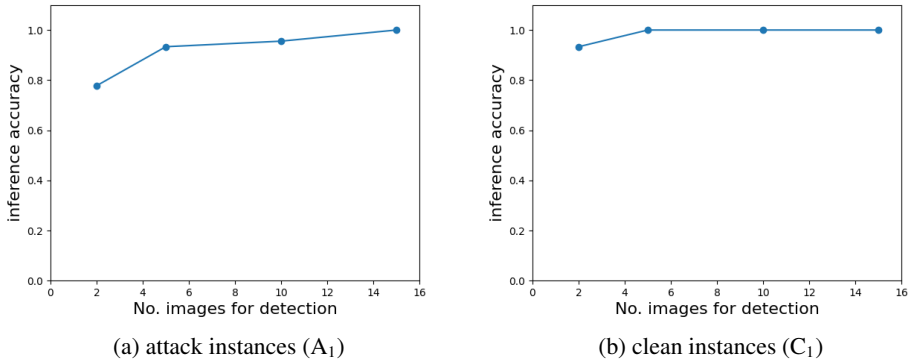 1.0
0.8
0.6
0.4
0.2
0.0
inference accuracy
0 2 4 6 8 10 12 14 16
No. images for detection
(a) attack instances (A₁)
1.0
0.8
0.6
0.4
0.2
0.0
inference accuracy
0 2 4 6 8 10 12 14 16
No. images for detection
(b) clean instances (C₁)